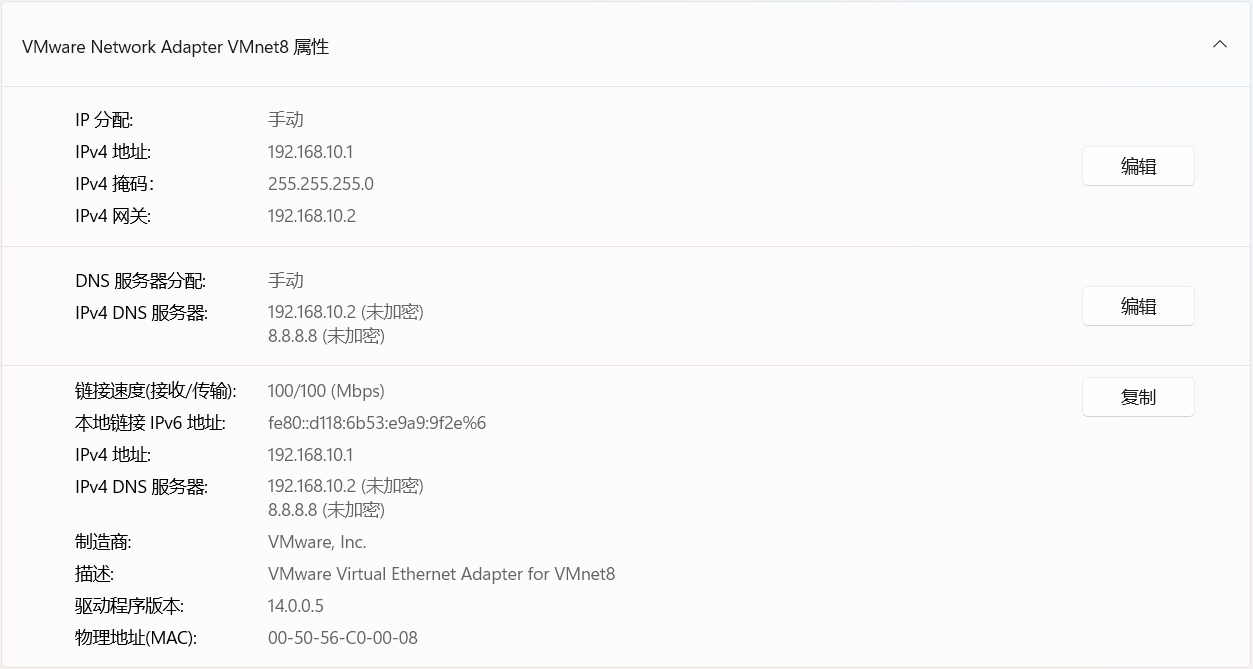 VMware Network Adapter VMnet8 属性
IP 分配: 手动
IPv4 地址: 192.168.10.1
IPv4 掩码: 255.255.255.0
IPv4 网关: 192.168.10.2
编辑
DNS 服务器分配: 手动
IPv4 DNS 服务器: 192.168.10.2 (未加密)
8.8.8.8 (未加密)
编辑
链接速度(接收/传输): 100/100 (Mbps)
复制
本地链接 IPv6 地址: fe80::d118:6b53:e9a9:9f2e%6
IPv4 地址: 192.168.10.1
IPv4 DNS 服务器: 192.168.10.2 (未加密)
8.8.8.8 (未加密)
制造商: VMware, Inc.
描述: VMware Virtual Ethernet Adapter for VMnet8
驱动程序版本: 14.0.0.5
物理地址(MAC): 00-50-56-C0-00-08